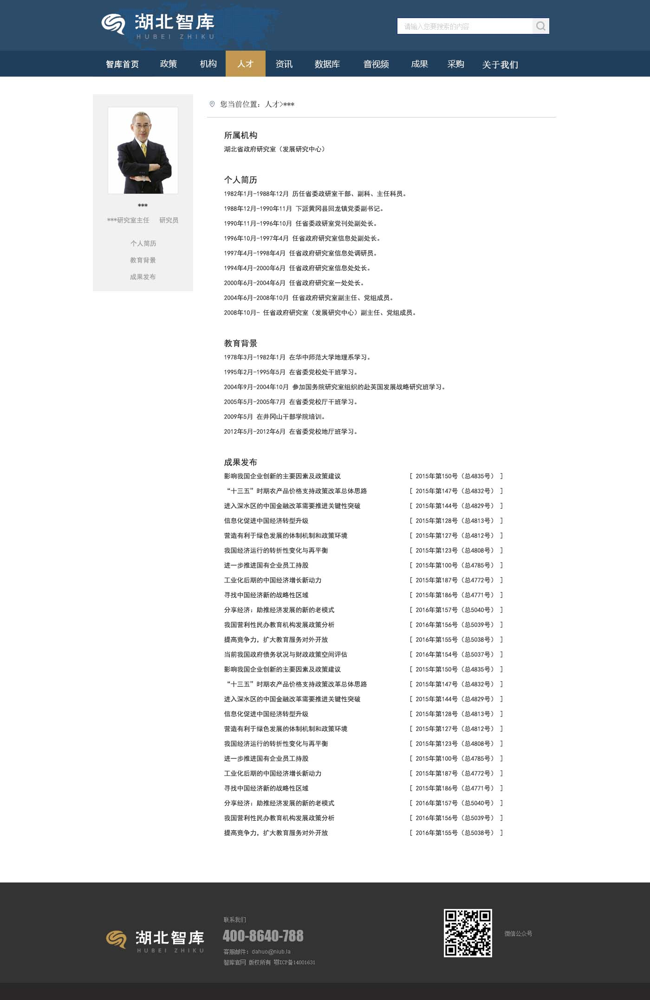 湖北智库
HUBEI ZHIKU
请输入您要搜索的内容
智库首页 政策 机构 人才 资讯 数据库 音视频 成果 采购 关于我们
***
***研究室主任 研究员
个人简历
教育背景
成果发布
您当前位置：人才>***
所属机构
湖北省政府研究室（发展研究中心）
个人简历
1982年1月-1988年12月 历任省委政研室干部、副科、主任科员。
1988年12月-1990年11月 下派黄冈县回龙镇党委副书记。
1990年11月-1996年10月 任省委政研室党刊处副处长。
1996年10月-1997年4月 任省政府研究室信息处副处长。
1997年4月-1998年4月 任省政府研究室信息处调研员。
1994年4月-2000年6月 任省政府研究室信息处处长。
2000年6月-2004年6月 任省政府研究室一处处长。
2004年6月-2008年10月 任省政府研究室副主任、党组成员。
2008年10月- 任省政府研究室（发展研究中心）副主任、党组成员。
教育背景
1978年3月-1982年1月 在华中师范大学地理系学习。
1995年2月-1995年5月 在省委党校处干班学习。
2004年9月-2004年10月 参加国务院研究室组织的赴英国发展战略研究班学习。
2005年5月-2005年7月 在省委党校厅干班学习。
2009年5月 在井冈山干部学院培训。
2012年5月-2012年6月 在省委党校地厅班学习。
成果发布
影响我国企业创新的主要因素及政策建议 [ 2015年第150号（总4835号） ]
“十三五”时期农产品价格支持政策改革总体思路 [ 2015年第147号（总4832号） ]
进入深水区的中国金融改革需要推进关键性突破 [ 2015年第144号（总4829号） ]
信息化促进中国经济转型升级 [ 2015年第128号（总4813号） ]
营造有利于绿色发展的体制机制和政策环境 [ 2015年第127号（总4812号） ]
我国经济运行的转折性变化与再平衡 [ 2015年第123号（总4808号） ]
进一步推进国有企业员工持股 [ 2015年第100号（总4785号） ]
工业化后期的中国经济增长新动力 [ 2015年第187号（总4772号） ]
寻找中国经济新的战略性区域 [ 2015年第186号（总4771号） ]
分享经济：助推经济发展的新的老模式 [ 2016年第157号（总5040号） ]
我国营利性民办教育机构发展政策分析 [ 2016年第156号（总5039号） ]
提高竞争力，扩大教育服务对外开放 [ 2016年第155号（总5038号） ]
当前我国政府债务状况与财政政策空间评估 [ 2016年第154号（总5037号） ]
影响我国企业创新的主要因素及政策建议 [ 2015年第150号（总4835号） ]
“十三五”时期农产品价格支持政策改革总体思路 [ 2015年第147号（总4832号） ]
进入深水区的中国金融改革需要推进关键性突破 [ 2015年第144号（总4829号） ]
信息化促进中国经济转型升级 [ 2015年第128号（总4813号） ]
营造有利于绿色发展的体制机制和政策环境 [ 2015年第127号（总4812号） ]
我国经济运行的转折性变化与再平衡 [ 2015年第123号（总4808号） ]
进一步推进国有企业员工持股 [ 2015年第100号（总4785号） ]
工业化后期的中国经济增长新动力 [ 2015年第187号（总4772号） ]
寻找中国经济新的战略性区域 [ 2015年第186号（总4771号） ]
分享经济：助推经济发展的新的老模式 [ 2016年第157号（总5040号） ]
我国营利性民办教育机构发展政策分析 [ 2016年第156号（总5039号） ]
提高竞争力，扩大教育服务对外开放 [ 2016年第155号（总5038号） ]
湖北智库
HUBEI ZHIKU
联系我们
400-8640-788
客服邮件：dahuo@niub.la
智库官网 版权所有 鄂ICP备14001631
微信公众号